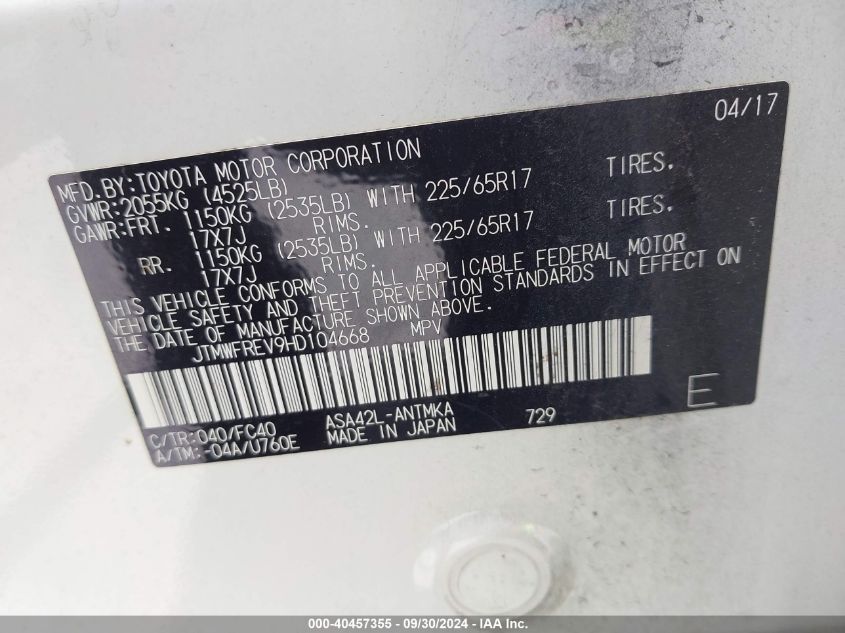 04/17
MFD.BY:TOYOTA MOTOR CORPORATION
GVWR:2055KG (4525LB)
GAWR:FRT. 1150KG (2535LB) WITH 225/65R17 TIRES.
17X7J RIMS.
RR. 1150KG (2535LB) WITH 225/65R17 TIRES.
17X7J RIMS.
THIS VEHICLE CONFORMS TO ALL APPLICABLE FEDERAL MOTOR
VEHICLE SAFETY AND THEFT PREVENTION STANDARDS IN EFFECT ON
THE DATE OF MANUFACTURE SHOWN ABOVE.
JTMWFREV9HD104668 MPV
C/TR:040/FC40 ASA42L-ANTMKA 729 E
A/TM:-04A/U760E MADE IN JAPAN
000-40457355 - 09/30/2024 - IAA Inc.